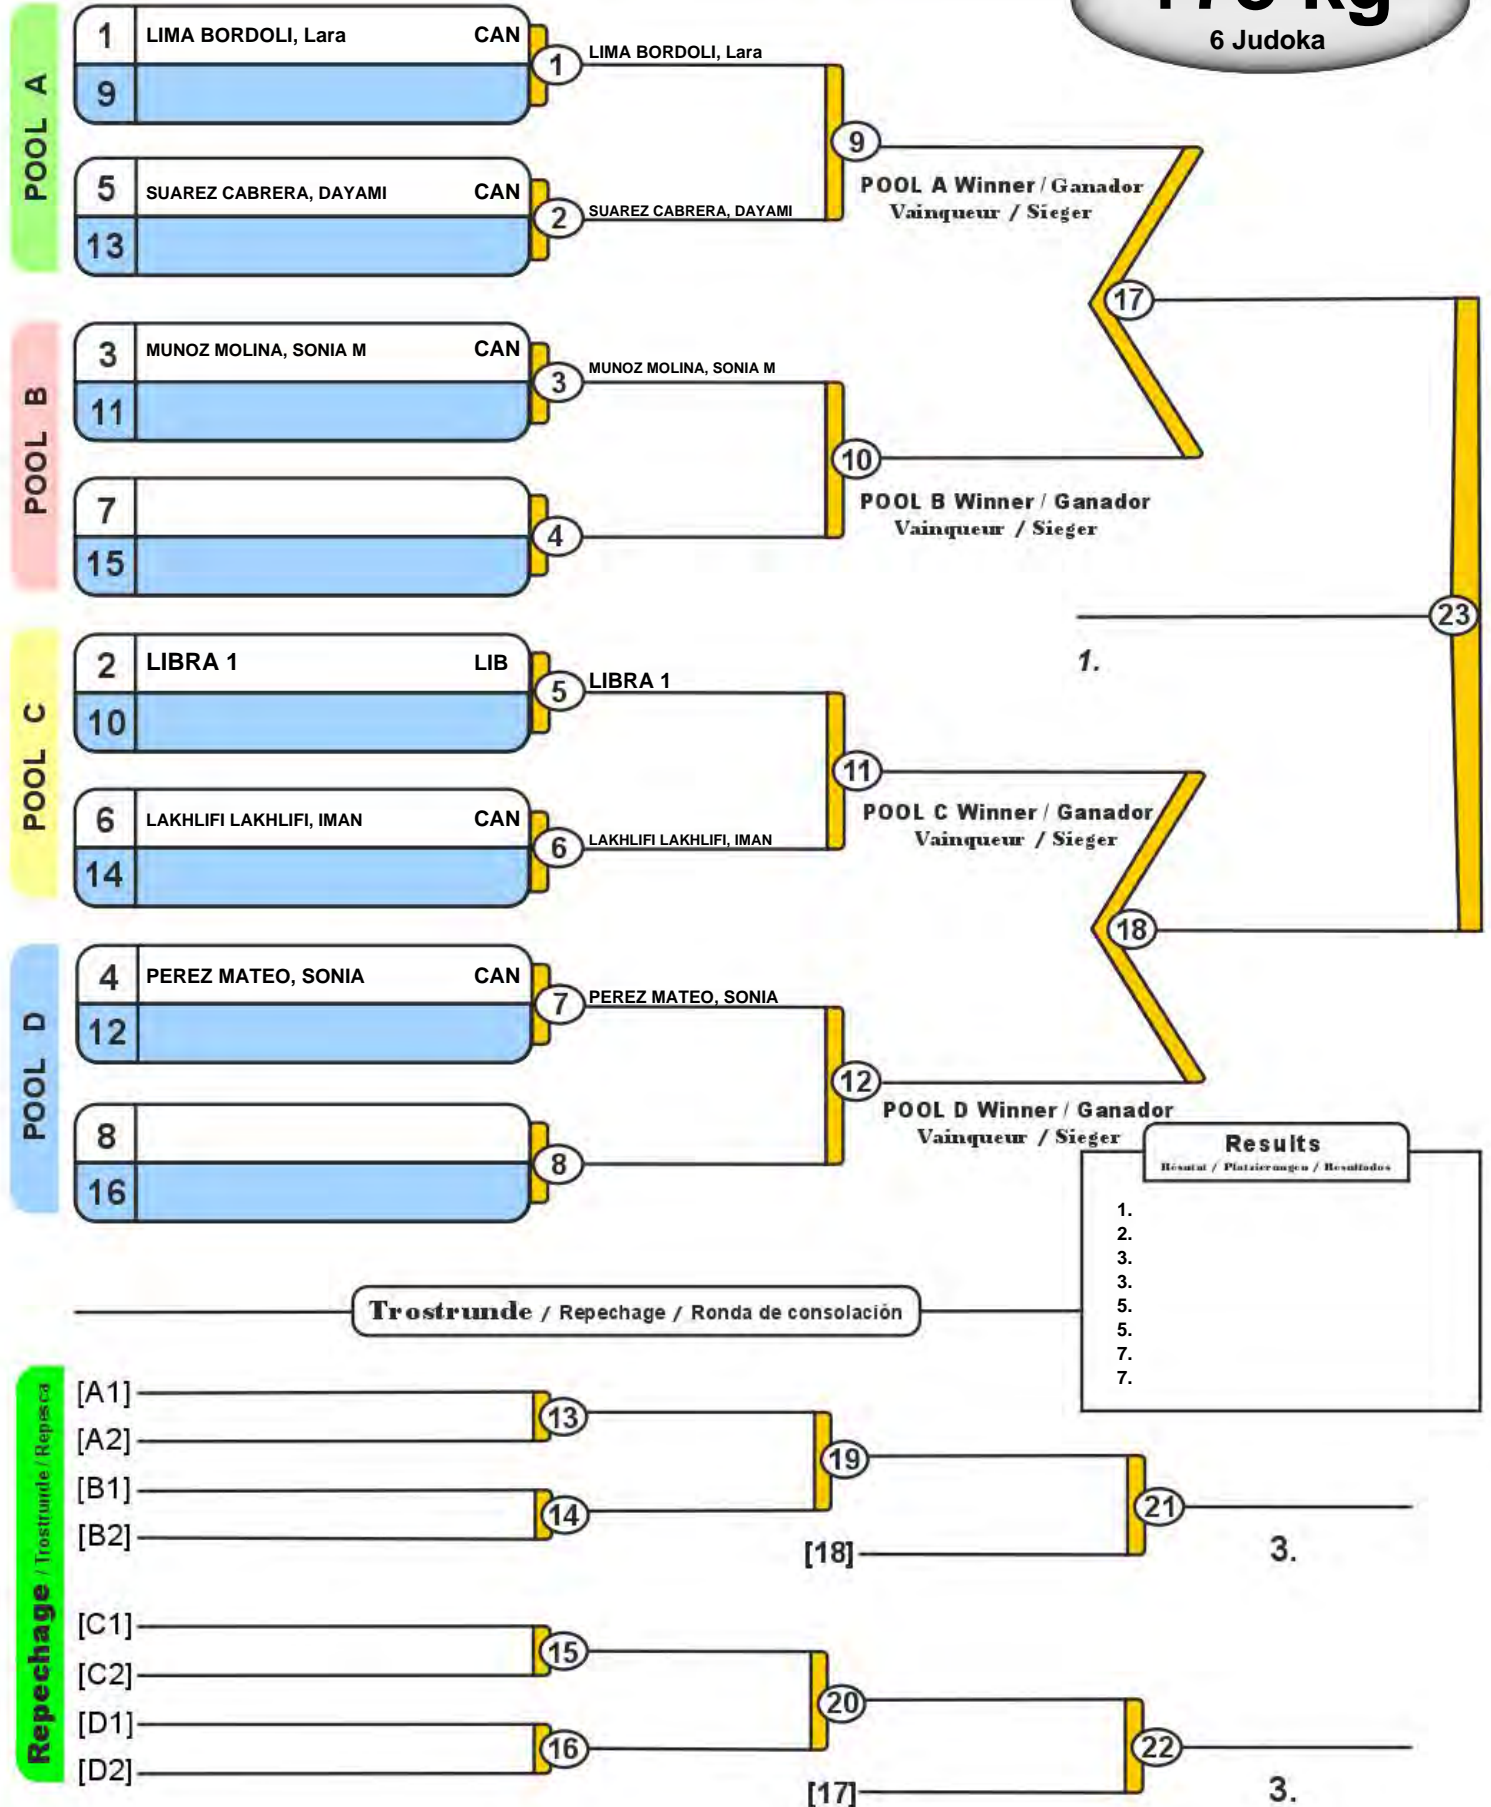 6 Judoka
POOL A
1 LIMA BORDOLI, Lara CAN
9
1
LIMA BORDOLI, Lara
5 SUAREZ CABRERA, DAYAMI CAN
13
2
SUAREZ CABRERA, DAYAMI
9
POOL A Winner / Ganador
Vainqueur / Sieger
17
POOL B
3 MUNOZ MOLINA, SONIA M CAN
11
3
MUNOZ MOLINA, SONIA M
7
15
4
10
POOL B Winner / Ganador
Vainqueur / Sieger
23
1.
POOL C
2 LIBRA 1 LIB
10
5
LIBRA 1
6 LAKHLIFI LAKHLIFI, IMAN CAN
14
6
LAKHLIFI LAKHLIFI, IMAN
11
POOL C Winner / Ganador
Vainqueur / Sieger
18
POOL D
4 PEREZ MATEO, SONIA CAN
12
7
PEREZ MATEO, SONIA
8
16
8
12
POOL D Winner / Ganador
Vainqueur / Sieger
Results
Résutat / Platzierungen / Resultados
1.
2.
3.
3.
5.
5.
7.
7.
Trostrunde / Repechage / Ronda de consolación
Repechage / Trostrunde / Repesca
[A1]
[A2]
13
[B1]
[B2]
14
19
[18]
21
3.
[C1]
[C2]
15
[D1]
[D2]
16
20
[17]
22
3.